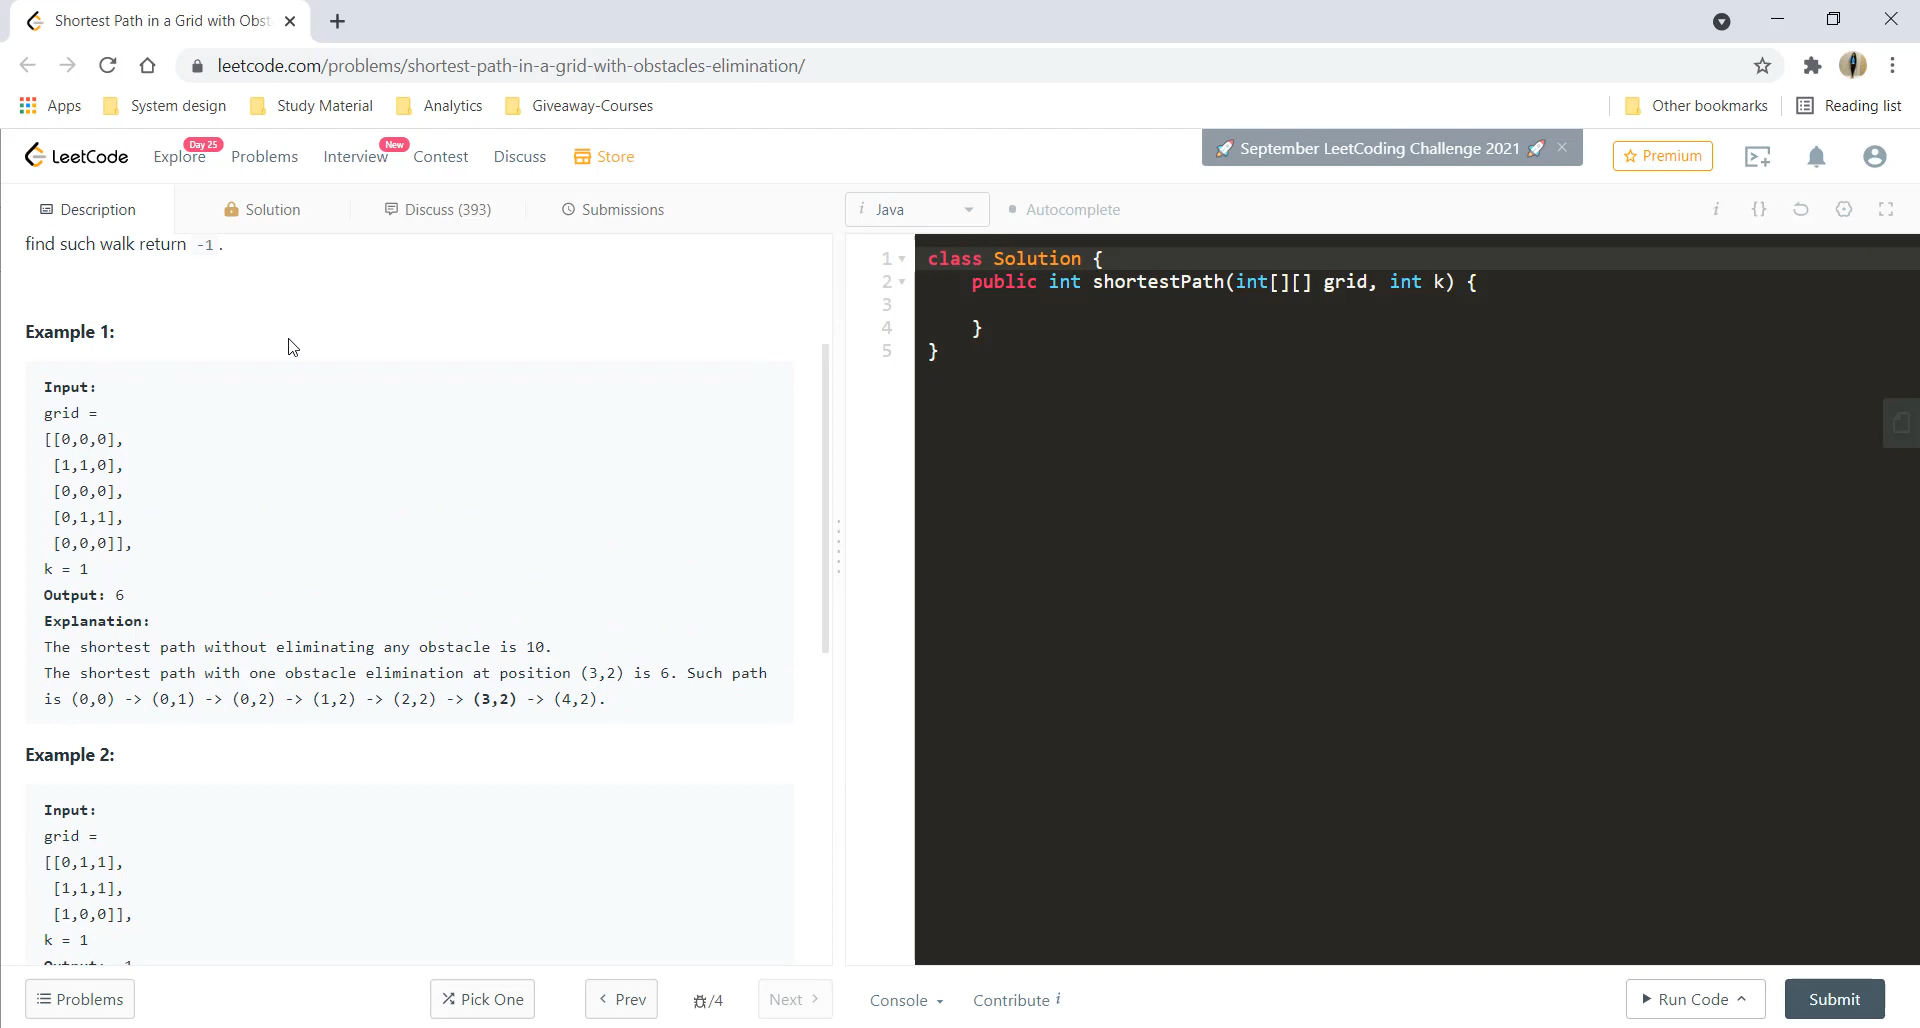 Shortest Path in a Grid with Obst
leetcode.com/problems/shortest-path-in-a-grid-with-obstacles-elimination/
Apps System design Study Material Analytics Giveaway-Courses Other bookmarks Reading list
LeetCode Explore Day 25 Problems Interview New Contest Discuss Store 🚀 September LeetCoding Challenge 2021 🚀 Premium
Description Solution Discuss (393) Submissions i Java Autocomplete i {}
find such walk return -1 .
Example 1:
Input:
grid =
[[0,0,0],
[1,1,0],
[0,0,0],
[0,1,1],
[0,0,0]],
k = 1
Output: 6
Explanation:
The shortest path without eliminating any obstacle is 10.
The shortest path with one obstacle elimination at position (3,2) is 6. Such path
is (0,0) -> (0,1) -> (0,2) -> (1,2) -> (2,2) -> (3,2) -> (4,2).
Example 2:
Input:
grid =
[[0,1,1],
[1,1,1],
[1,0,0]],
k = 1
1 class Solution {
2 public int shortestPath(int[][] grid, int k) {
3
4 }
5 }
Problems Pick One < Prev /4 Next > Console Contribute i Run Code Submit